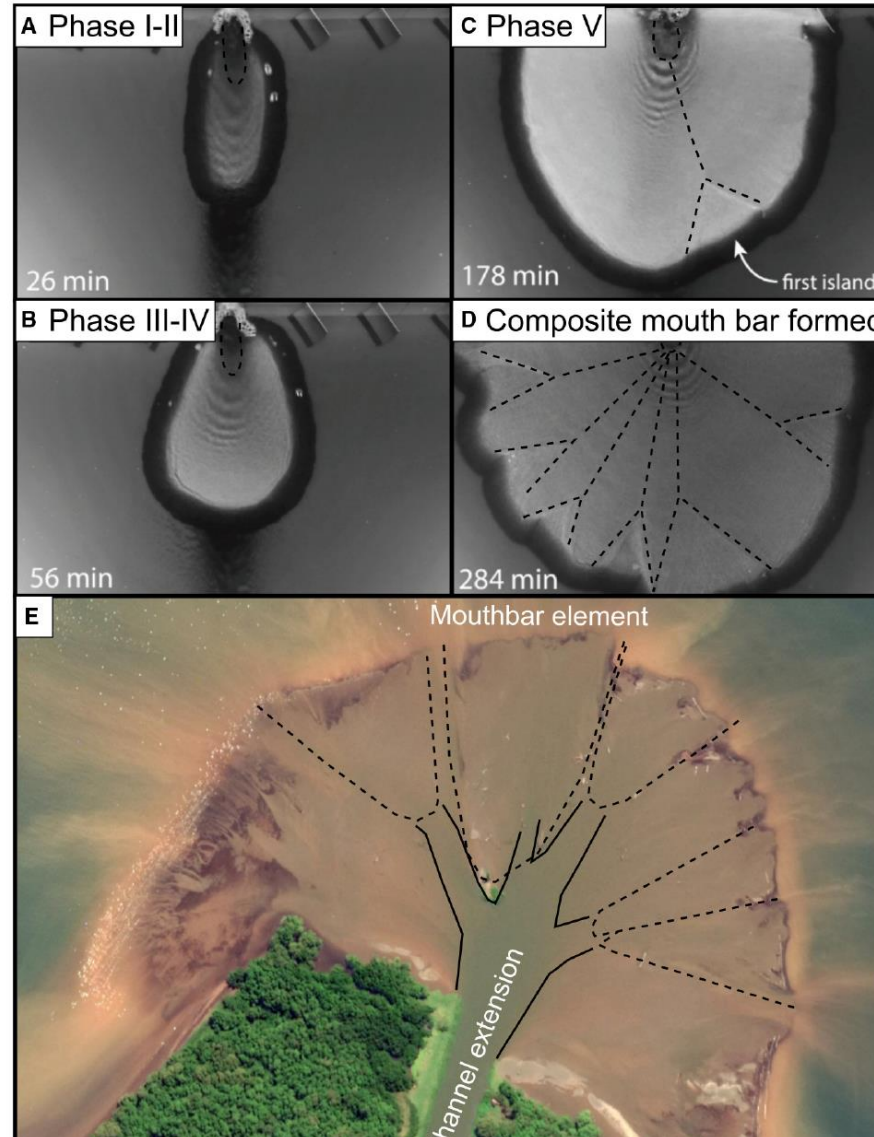 A Phase I-II
26 min
B Phase III-IV
56 min
C Phase V
178 min
first island
D Composite mouth bar formed
284 min
E
Mouthbar element
hannel extension